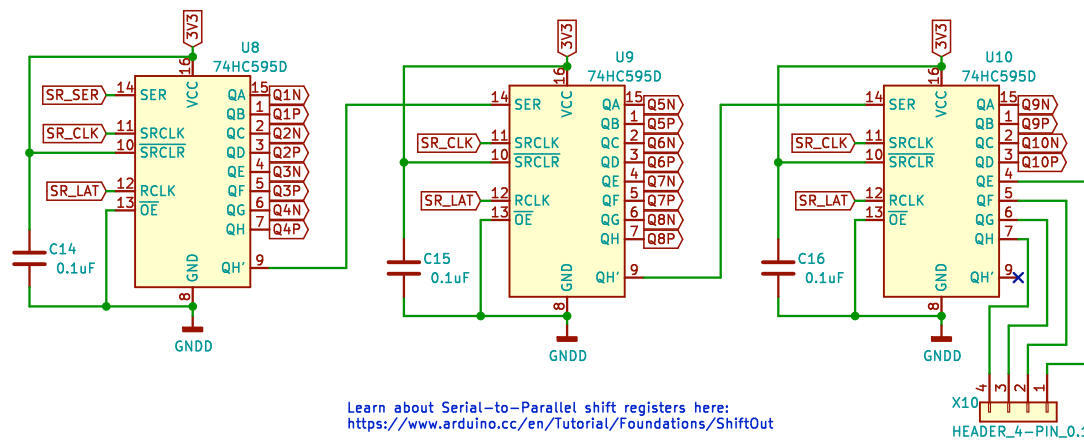 3V3
U8
74HC595D
16
VCC
SR_SER 14 SER QA 15 Q1N
QB 1 Q1P
SR_CLK 11 SRCLK QC 2 Q2N
10 SRCLR QD 3 Q2P
QE 4 Q3N
SR_LAT 12 RCLK QF 5 Q3P
13 OE QG 6 Q4N
QH 7 Q4P
C14
0.1uF
GND
QH' 9
8
GNDD
3V3
U9
74HC595D
16
VCC
14 SER QA 15 Q5N
QB 1 Q5P
SR_CLK 11 SRCLK QC 2 Q6N
10 SRCLR QD 3 Q6P
QE 4 Q7N
SR_LAT 12 RCLK QF 5 Q7P
13 OE QG 6 Q8N
QH 7 Q8P
C15
0.1uF
GND
QH' 9
8
GNDD
3V3
U10
74HC595D
16
VCC
14 SER QA 15 Q9N
QB 1 Q9P
SR_CLK 11 SRCLK QC 2 Q10N
10 SRCLR QD 3 Q10P
QE 4
SR_LAT 12 RCLK QF 5
13 OE QG 6
QH 7
C16
0.1uF
GND
QH' 9
8
GNDD
4 3 2 1
X10
HEADER_4-PIN_0.1
Learn about Serial-to-Parallel shift registers here:
https://www.arduino.cc/en/Tutorial/Foundations/ShiftOut